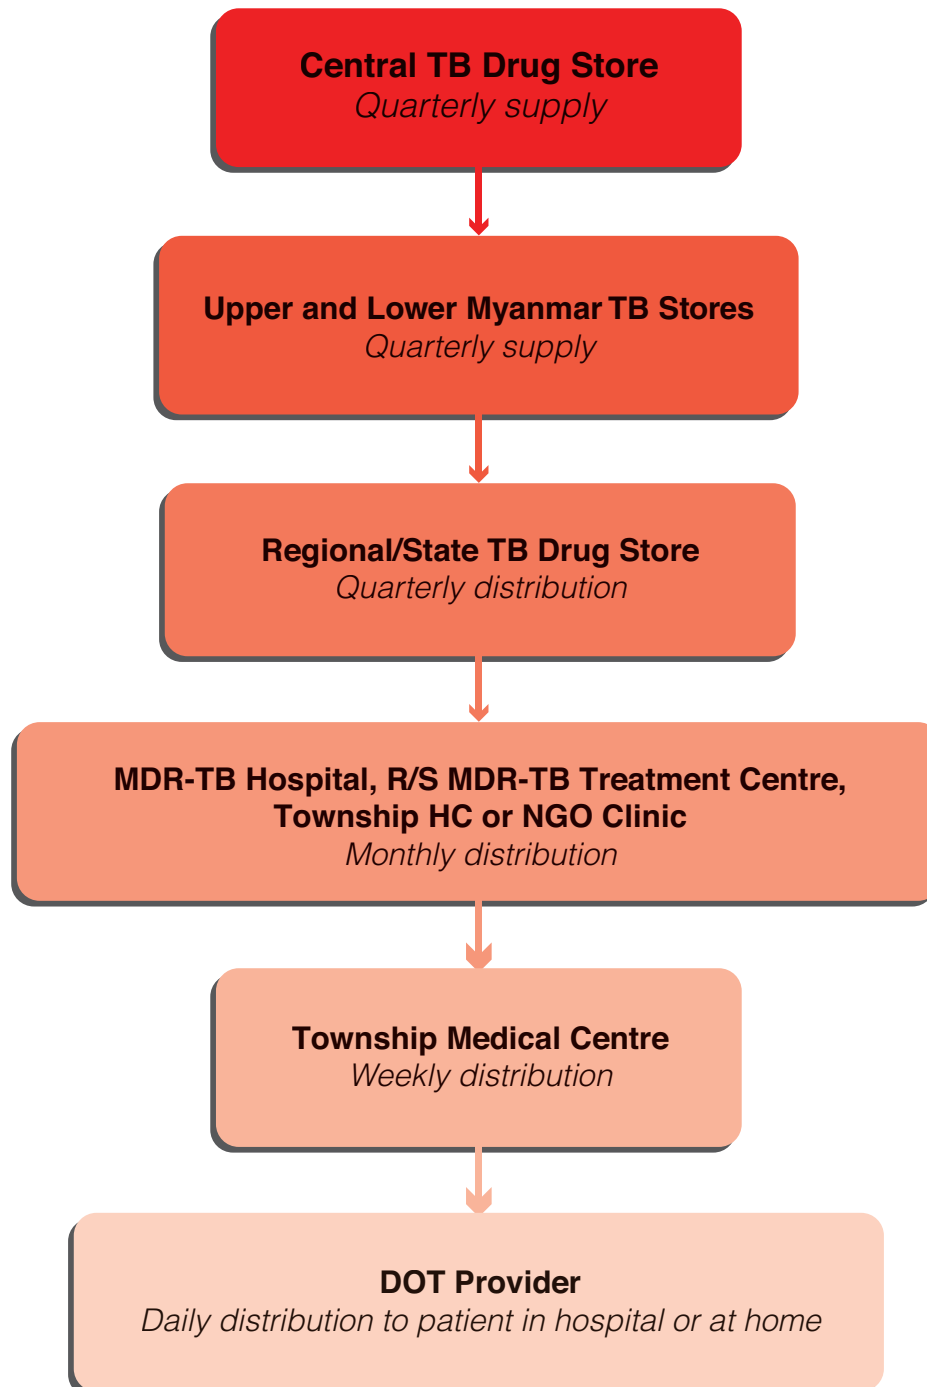 Central TB Drug Store
Quarterly supply
Upper and Lower Myanmar TB Stores
Quarterly supply
Regional/State TB Drug Store
Quarterly distribution
MDR-TB Hospital, R/S MDR-TB Treatment Centre,
Township HC or NGO Clinic
Monthly distribution
Township Medical Centre
Weekly distribution
DOT Provider
Daily distribution to patient in hospital or at home